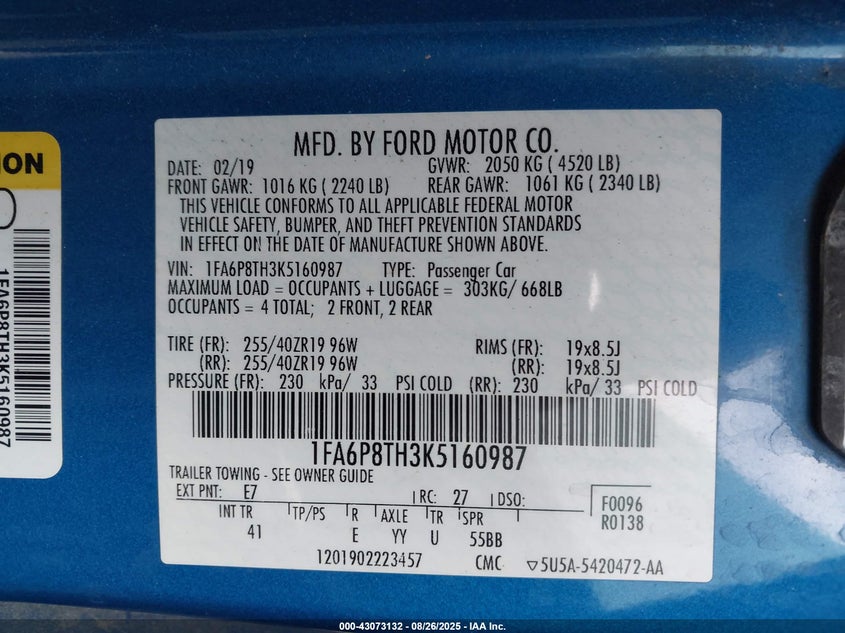 MFD. BY FORD MOTOR CO.
DATE: 02/19 GVWR: 2050 KG ( 4520 LB)
FRONT GAWR: 1016 KG ( 2240 LB) REAR GAWR: 1061 KG ( 2340 LB)
THIS VEHICLE CONFORMS TO ALL APPLICABLE FEDERAL MOTOR
VEHICLE SAFETY, BUMPER, AND THEFT PREVENTION STANDARDS
IN EFFECT ON THE DATE OF MANUFACTURE SHOWN ABOVE.
VIN: 1FA6P8TH3K5160987 TYPE: Passenger Car
MAXIMUM LOAD = OCCUPANTS + LUGGAGE = 303KG/ 668LB
OCCUPANTS = 4 TOTAL; 2 FRONT, 2 REAR
TIRE (FR): 255/40ZR19 96W RIMS (FR): 19x8.5J
(RR): 255/40ZR19 96W (RR): 19x8.5J
PRESSURE (FR): 230 kPa/ 33 PSI COLD (RR): 230 kPa/ 33 PSI COLD
1FA6P8TH3K5160987
TRAILER TOWING - SEE OWNER GUIDE
EXT PNT: E7 RC: 27 DSO: F0096
INT TR TP/PS R AXLE TR SPR R0138
41 E YY U 55BB
1201902223457 CMC ▽5U5A-5420472-AA
ION
1FA6P8TH3K5160987
000-43073132 - 08/26/2025 - IAA Inc.